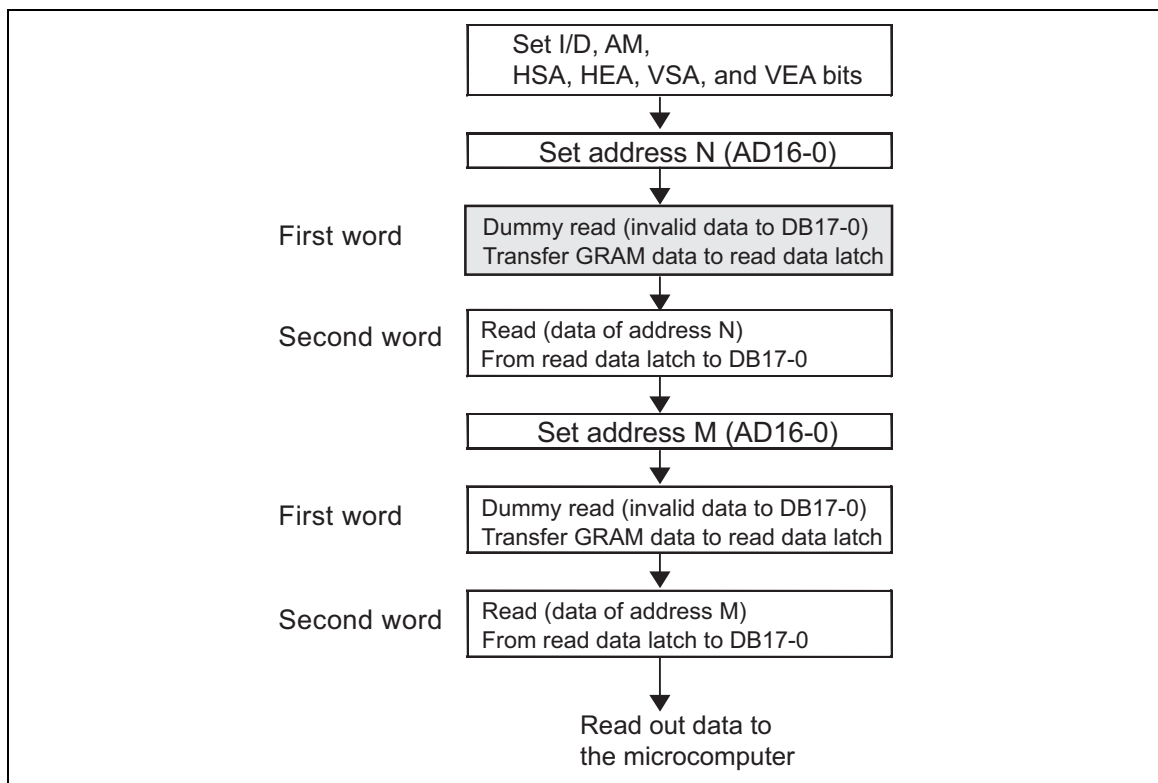 Set I/D, AM,
HSA, HEA, VSA, and VEA bits
Set address N (AD16-0)
First word
Dummy read (invalid data to DB17-0)
Transfer GRAM data to read data latch
Second word
Read (data of address N)
From read data latch to DB17-0
Set address M (AD16-0)
First word
Dummy read (invalid data to DB17-0)
Transfer GRAM data to read data latch
Second word
Read (data of address M)
From read data latch to DB17-0
Read out data to
the microcomputer